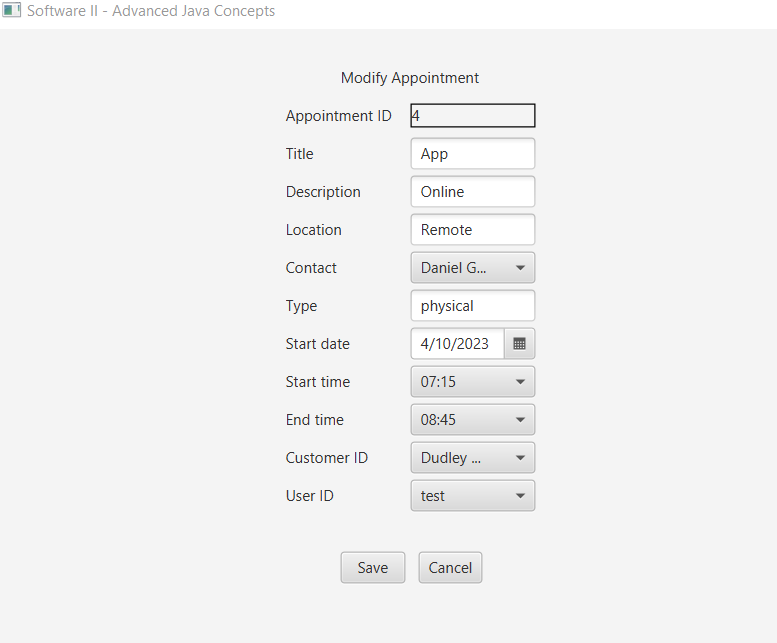 Software II - Advanced Java Concepts
Modify Appointment
Appointment ID 4
Title App
Description Online
Location Remote
Contact Daniel G...
Type physical
Start date 4/10/2023
Start time 07:15
End time 08:45
Customer ID Dudley ...
User ID test
Save Cancel